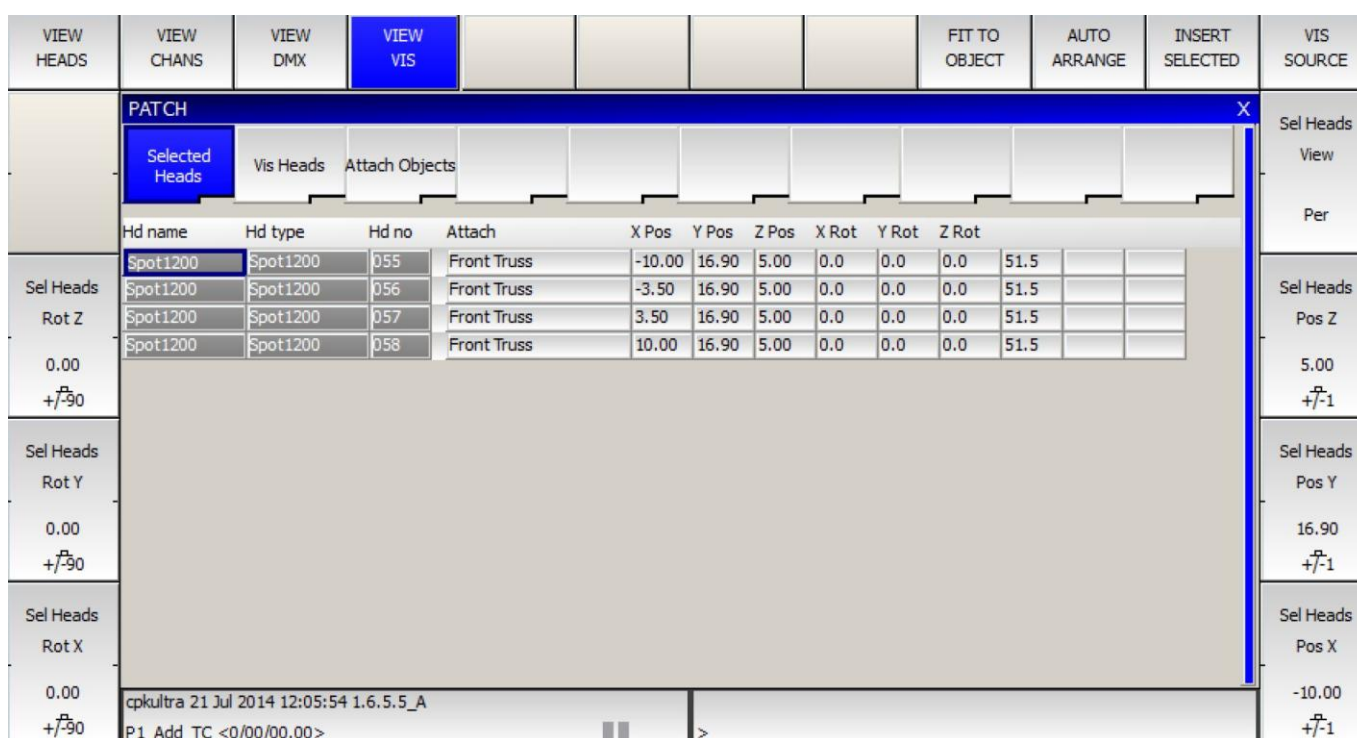 VIEW HEADS
VIEW CHANS
VIEW DMX
VIEW VIS
FIT TO OBJECT
AUTO ARRANGE
INSERT SELECTED
VIS SOURCE
PATCH X
Selected Heads
Vis Heads
Attach Objects
Hd name Hd type Hd no Attach X Pos Y Pos Z Pos X Rot Y Rot Z Rot
Spot1200 Spot1200 055 Front Truss -10.00 16.90 5.00 0.0 0.0 0.0 51.5
Spot1200 Spot1200 056 Front Truss -3.50 16.90 5.00 0.0 0.0 0.0 51.5
Spot1200 Spot1200 057 Front Truss 3.50 16.90 5.00 0.0 0.0 0.0 51.5
Spot1200 Spot1200 058 Front Truss 10.00 16.90 5.00 0.0 0.0 0.0 51.5
Sel Heads
Rot Z
0.00
+/-90
Sel Heads
Rot Y
0.00
+/-90
Sel Heads
Rot X
0.00
+/-90
Sel Heads
View
Per
Sel Heads
Pos Z
5.00
+/-1
Sel Heads
Pos Y
16.90
+/-1
Sel Heads
Pos X
-10.00
+/-1
cpkultra 21 Jul 2014 12:05:54 1.6.5.5_A
P1 Add TC <0/00/00.00>
>